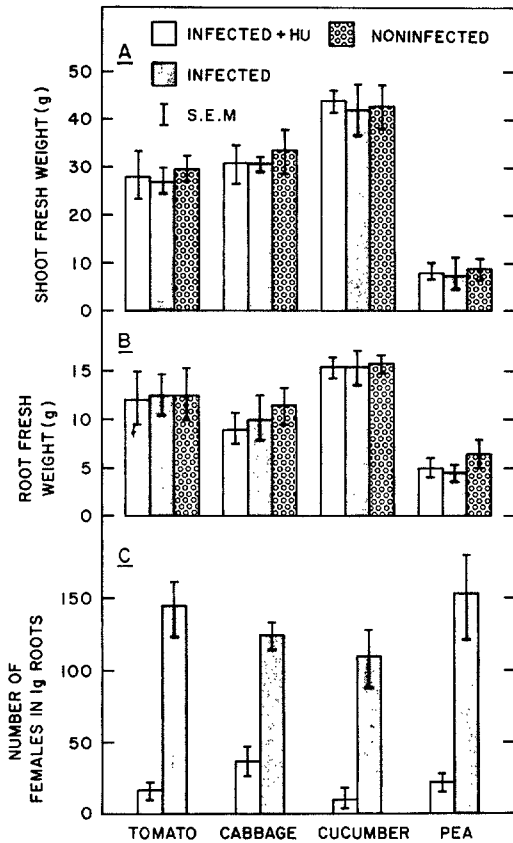 A
INFECTED + HU
NONINFECTED
INFECTED
S.E.M
SHOOT FRESH WEIGHT (g)
50
40
30
20
10
0
B
ROOT FRESH
WEIGHT (g)
15
10
5
0
C
NUMBER OF
FEMALES IN 1g ROOTS
150
100
50
0
TOMATO CABBAGE CUCUMBER PEA